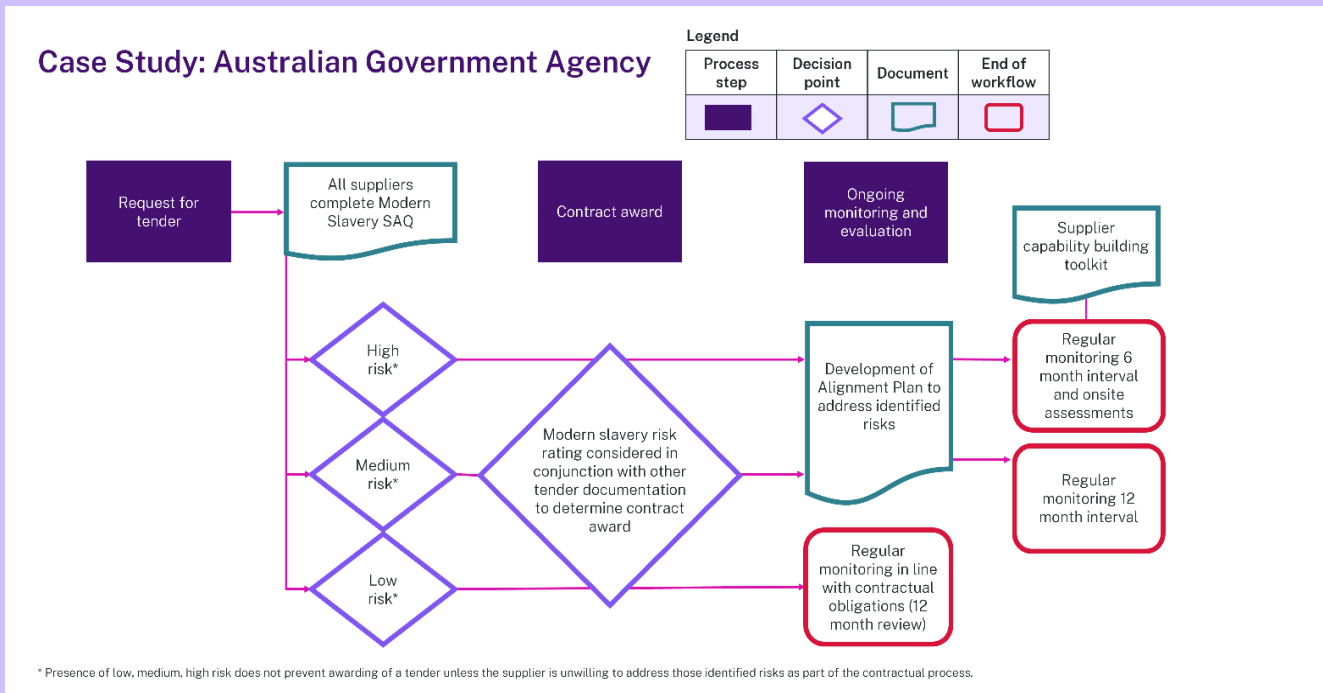 Case Study: Australian Government Agency
Legend
Process
step
Decision
point
Document
End of
workflow
Request for
tender
All suppliers
complete Modern
Slavery SAQ
Contract award
Ongoing
monitoring and
evaluation
Supplier
capability building
toolkit
High
risk*
Medium
risk*
Low
risk*
Modern slavery risk
rating considered in
conjunction with other
tender documentation
to determine contract
award
Development of
Alignment Plan to
address identified
risks
Regular
monitoring 6
month interval
and onsite
assessments
Regular
monitoring 12
month interval
Regular
monitoring in line
with contractual
obligations (12
month review)
* Presence of low, medium, high risk does not prevent awarding of a tender unless the supplier is unwilling to address those identified risks as part of the contractual process.